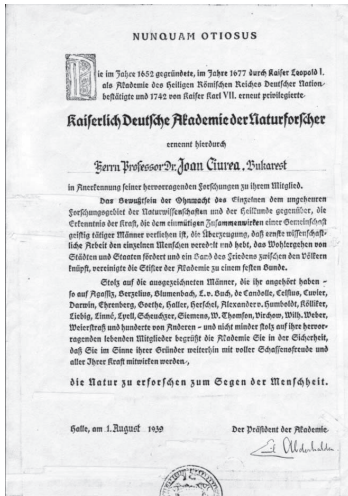 NUNQUAM OTIOSUS
Die im Jahre 1652 gegründete, im Jahre 1677 durch Kaiser Leopold I.
als Akademie des Heiligen Römischen Reiches Deutscher Nation
bestätigte und 1742 von Kaiser Karl VII. erneut privilegierte
Kaiserlich Deutsche Akademie der Naturforscher
ernennt hierdurch
Herrn Professor Dr. Joan Ciurea, Bukarest
in Anerkennung seiner hervorragenden Forschungen zu ihrem Mitglied.
Das Bewußtsein der Ohnmacht des Einzelnen dem ungeheuren
Forschungsgebiet der Naturwissenschaften und der Heilkunde gegenüber, die
Erkenntnis der Kraft, die dem einmütigen Zusammenwirken einer Gemeinschaft
geistig tätiger Männer verliehen ist, die Überzeugung, daß ernste wissenschaft-
liche Arbeit den einzelnen Menschen veredelt und hebt, das Wohlergehen von
Städten und Staaten fördert und ein Band des Friedens zwischen den Völkern
knüpft, vereinigte die Stifter der Akademie zu einem festen Bunde.
Stolz auf die ausgezeichneten Männer, die ihr angehört haben -
so auf Agassiz, Berzelius, Blumenbach, L.v. Buch, de Candolle, Celsius, Cuvier,
Darwin, Ehrenberg, Goethe, Haller, Herschel, Alexander v. Humboldt, Kölliker,
Liebig, Linné, Lyell, Scheuchzer, Siemens, W. Thomson, Virchow, Wilh. Weber,
Weierstraß und hunderte von Anderen - und nicht minder stolz auf ihre hervor-
ragenden lebenden Mitglieder begrüßt die Akademie Sie in der Sicherheit,
daß Sie im Sinne ihrer Gründer weiterhin mit voller Schaffensfreude und
aller Ihrer Kraft mitwirken werden,
die Natur zu erforschen zum Segen der Menschheit.
Halle, am 1. August 1939 Der Präsident der Akademie
E. Abderhalden